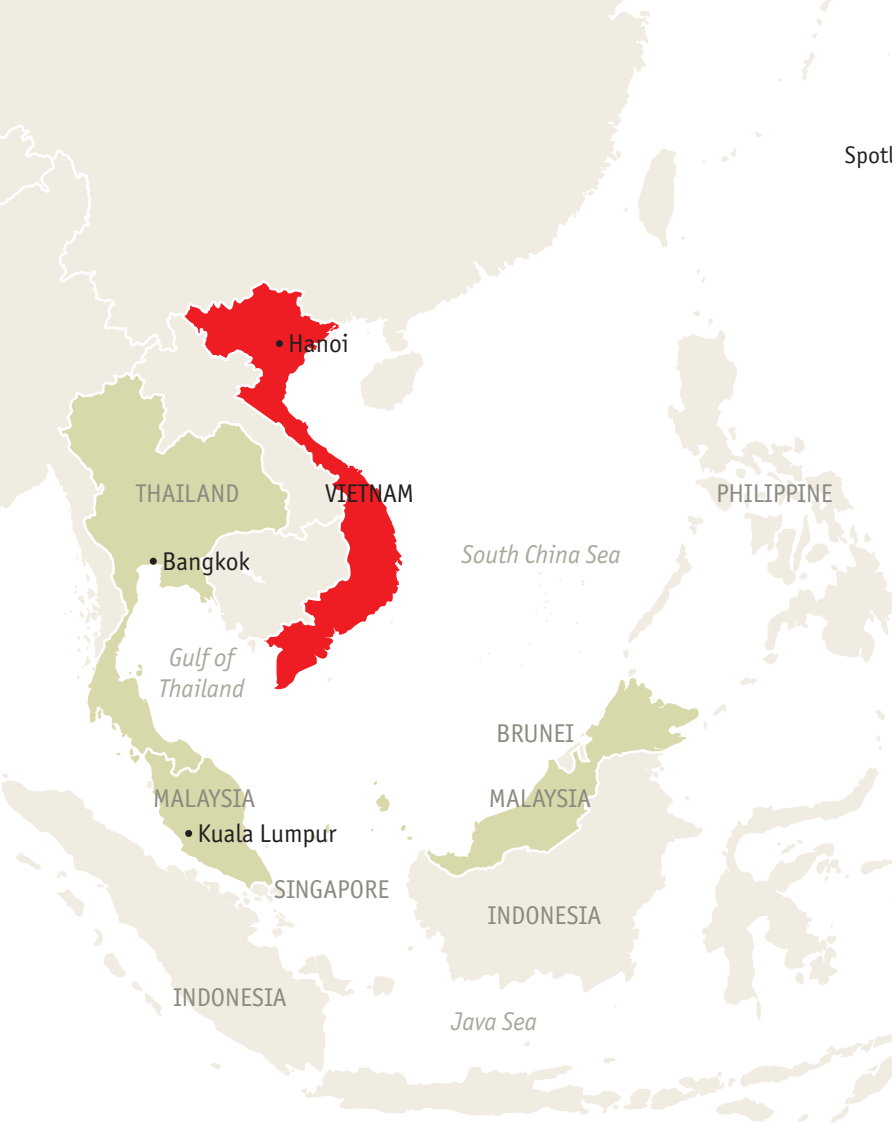 Spotl
Hanoi
THAILAND
VIETNAM
PHILIPPINE
Bangkok
South China Sea
Gulf of
Thailand
BRUNEI
MALAYSIA
MALAYSIA
Kuala Lumpur
SINGAPORE
INDONESIA
INDONESIA
Java Sea